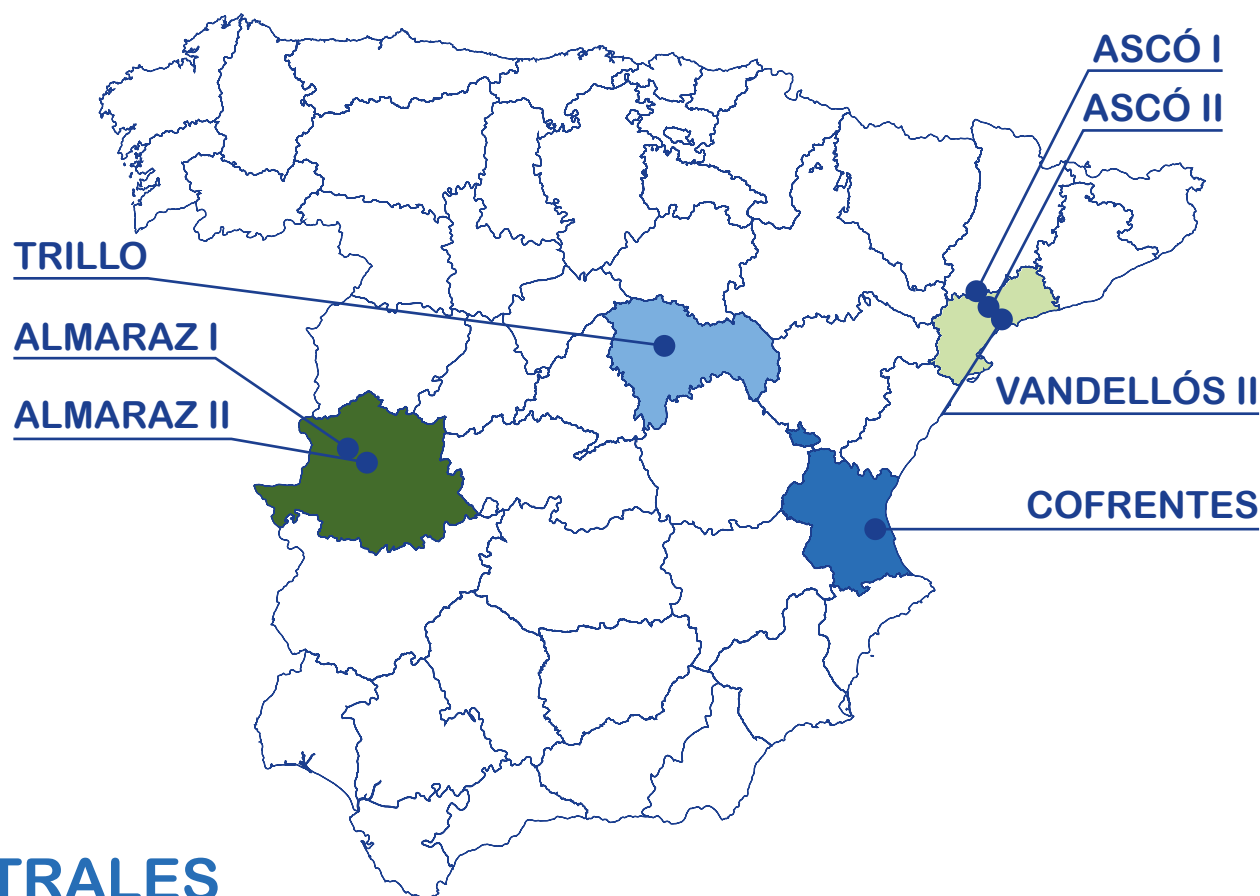 ASCÓ I
ASCÓ II
TRILLO
ALMARAZ I
VANDELLÓS II
ALMARAZ II
COFRENTES
TRALES